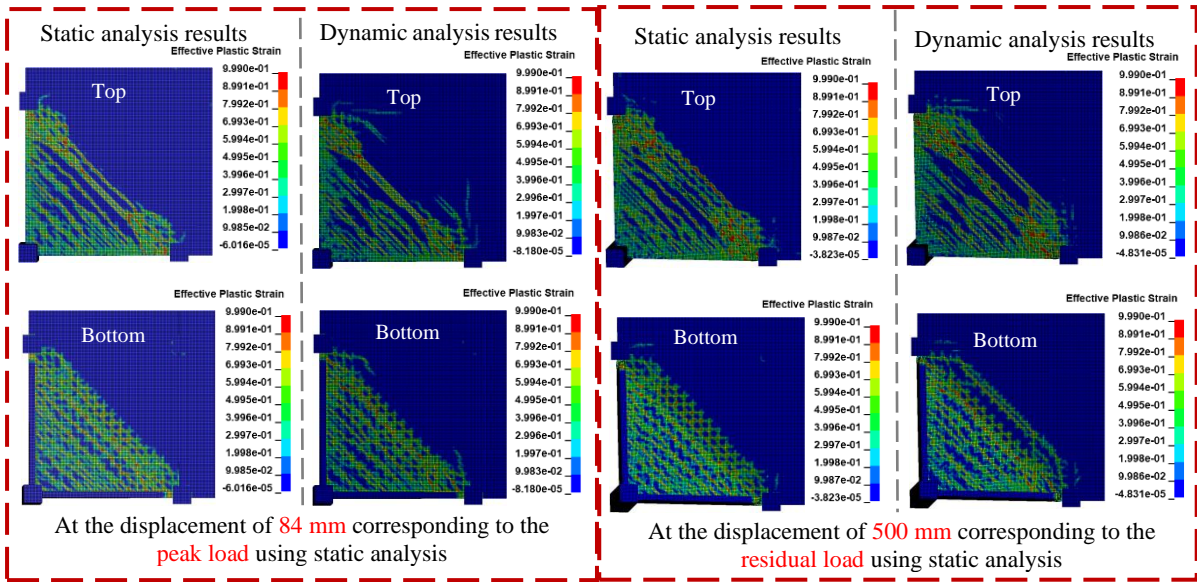 Static analysis results
Effective Plastic Strain
9.990e-01
8.991e-01
7.992e-01
6.993e-01
5.994e-01
4.995e-01
3.996e-01
2.997e-01
1.998e-01
9.985e-02
-6.016e-05
Top
Dynamic analysis results
Effective Plastic Strain
9.990e-01
8.991e-01
7.992e-01
6.993e-01
5.994e-01
4.995e-01
3.996e-01
2.996e-01
1.997e-01
9.983e-02
-8.180e-05
Top
Effective Plastic Strain
9.990e-01
8.991e-01
7.992e-01
6.993e-01
5.994e-01
4.995e-01
3.996e-01
2.997e-01
1.998e-01
9.985e-02
-6.016e-05
Bottom
Effective Plastic Strain
9.990e-01
8.991e-01
7.992e-01
6.993e-01
5.994e-01
4.995e-01
3.996e-01
2.996e-01
1.997e-01
9.983e-02
-8.180e-05
Bottom
At the displacement of 84 mm corresponding to the
peak load using static analysis
Static analysis results
Effective Plastic Strain
9.990e-01
8.991e-01
7.992e-01
6.993e-01
5.994e-01
4.995e-01
3.996e-01
2.997e-01
1.998e-01
9.987e-02
-3.823e-05
Top
Dynamic analysis results
Effective Plastic Strain
9.990e-01
8.991e-01
7.992e-01
6.993e-01
5.994e-01
4.995e-01
3.996e-01
2.997e-01
1.998e-01
9.986e-02
-4.831e-05
Top
Effective Plastic Strain
9.990e-01
8.991e-01
7.992e-01
6.993e-01
5.994e-01
4.995e-01
3.996e-01
2.997e-01
1.998e-01
9.987e-02
-3.823e-05
Bottom
Effective Plastic Strain
9.990e-01
8.991e-01
7.992e-01
6.993e-01
5.994e-01
4.995e-01
3.996e-01
2.997e-01
1.998e-01
9.986e-02
-4.831e-05
Bottom
At the displacement of 500 mm corresponding to the
residual load using static analysis